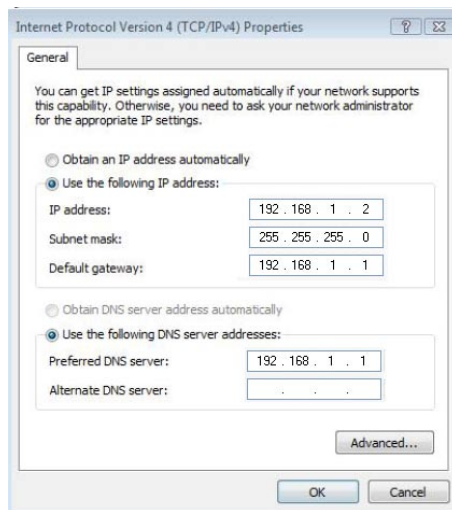 Internet Protocol Version 4 (TCP/IPv4) Properties
General
You can get IP settings assigned automatically if your network supports
this capability. Otherwise, you need to ask your network administrator
for the appropriate IP settings.
Obtain an IP address automatically
Use the following IP address:
IP address: 192 . 168 . 1 . 2
Subnet mask: 255 . 255 . 255 . 0
Default gateway: 192 . 168 . 1 . 1
Obtain DNS server address automatically
Use the following DNS server addresses:
Preferred DNS server: 192 . 168 . 1 . 1
Alternate DNS server: . . .
Advanced...
OK Cancel